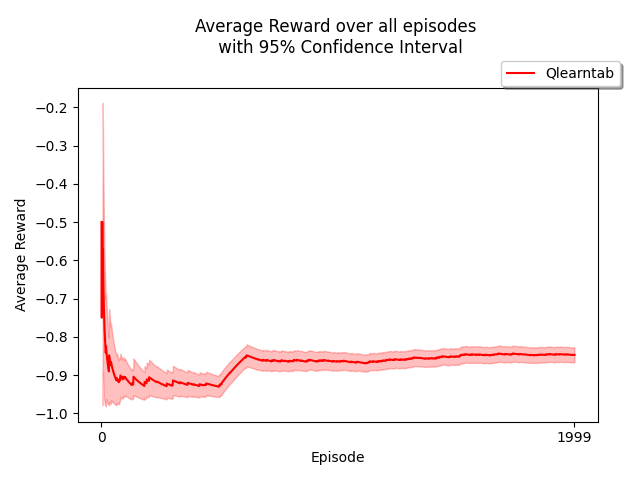 Average Reward over all episodes
with 95% Confidence Interval
Qlearntab
−0.2
−0.3
−0.4
−0.5
−0.6
−0.7
−0.8
−0.9
−1.0
Average Reward
0
1999
Episode